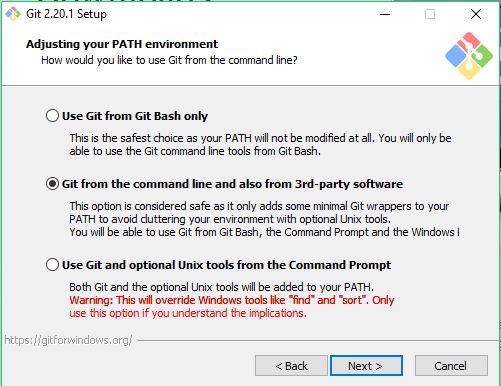 Git 2.20.1 Setup
Adjusting your PATH environment
How would you like to use Git from the command line?
Use Git from Git Bash only
This is the safest choice as your PATH will not be modified at all. You will only be
able to use the Git command line tools from Git Bash.
Git from the command line and also from 3rd-party software
This option is considered safe as it only adds some minimal Git wrappers to your
PATH to avoid cluttering your environment with optional Unix tools.
You will be able to use Git from Git Bash, the Command Prompt and the Windows
Use Git and optional Unix tools from the Command Prompt
Both Git and the optional Unix tools will be added to your PATH.
Warning: This will override Windows tools like "find" and "sort". Only
use this option if you understand the implications.
https://gitforwindows.org/
< Back
Next >
Cancel